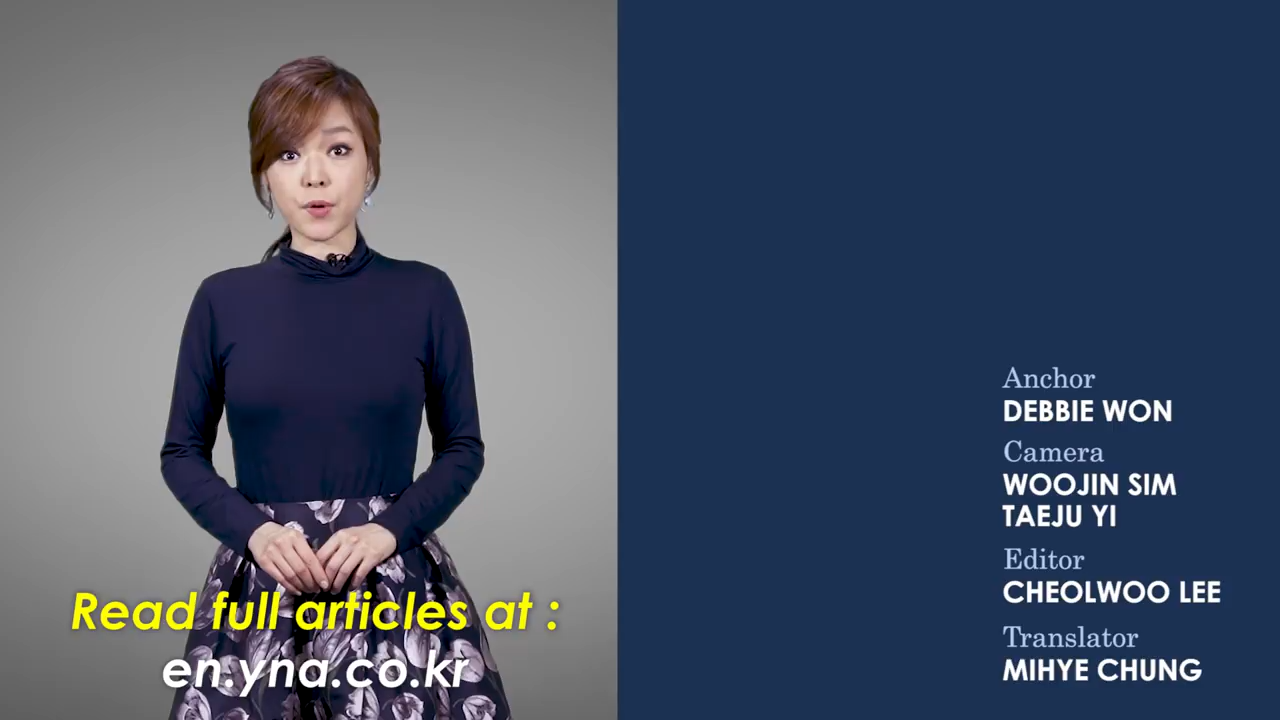 Read full articles at :
en.yna.co.kr
Anchor
DEBBIE WON
Camera
WOOJIN SIM
TAEJU YI
Editor
CHEOLWOO LEE
Translator
MIHYE CHUNG